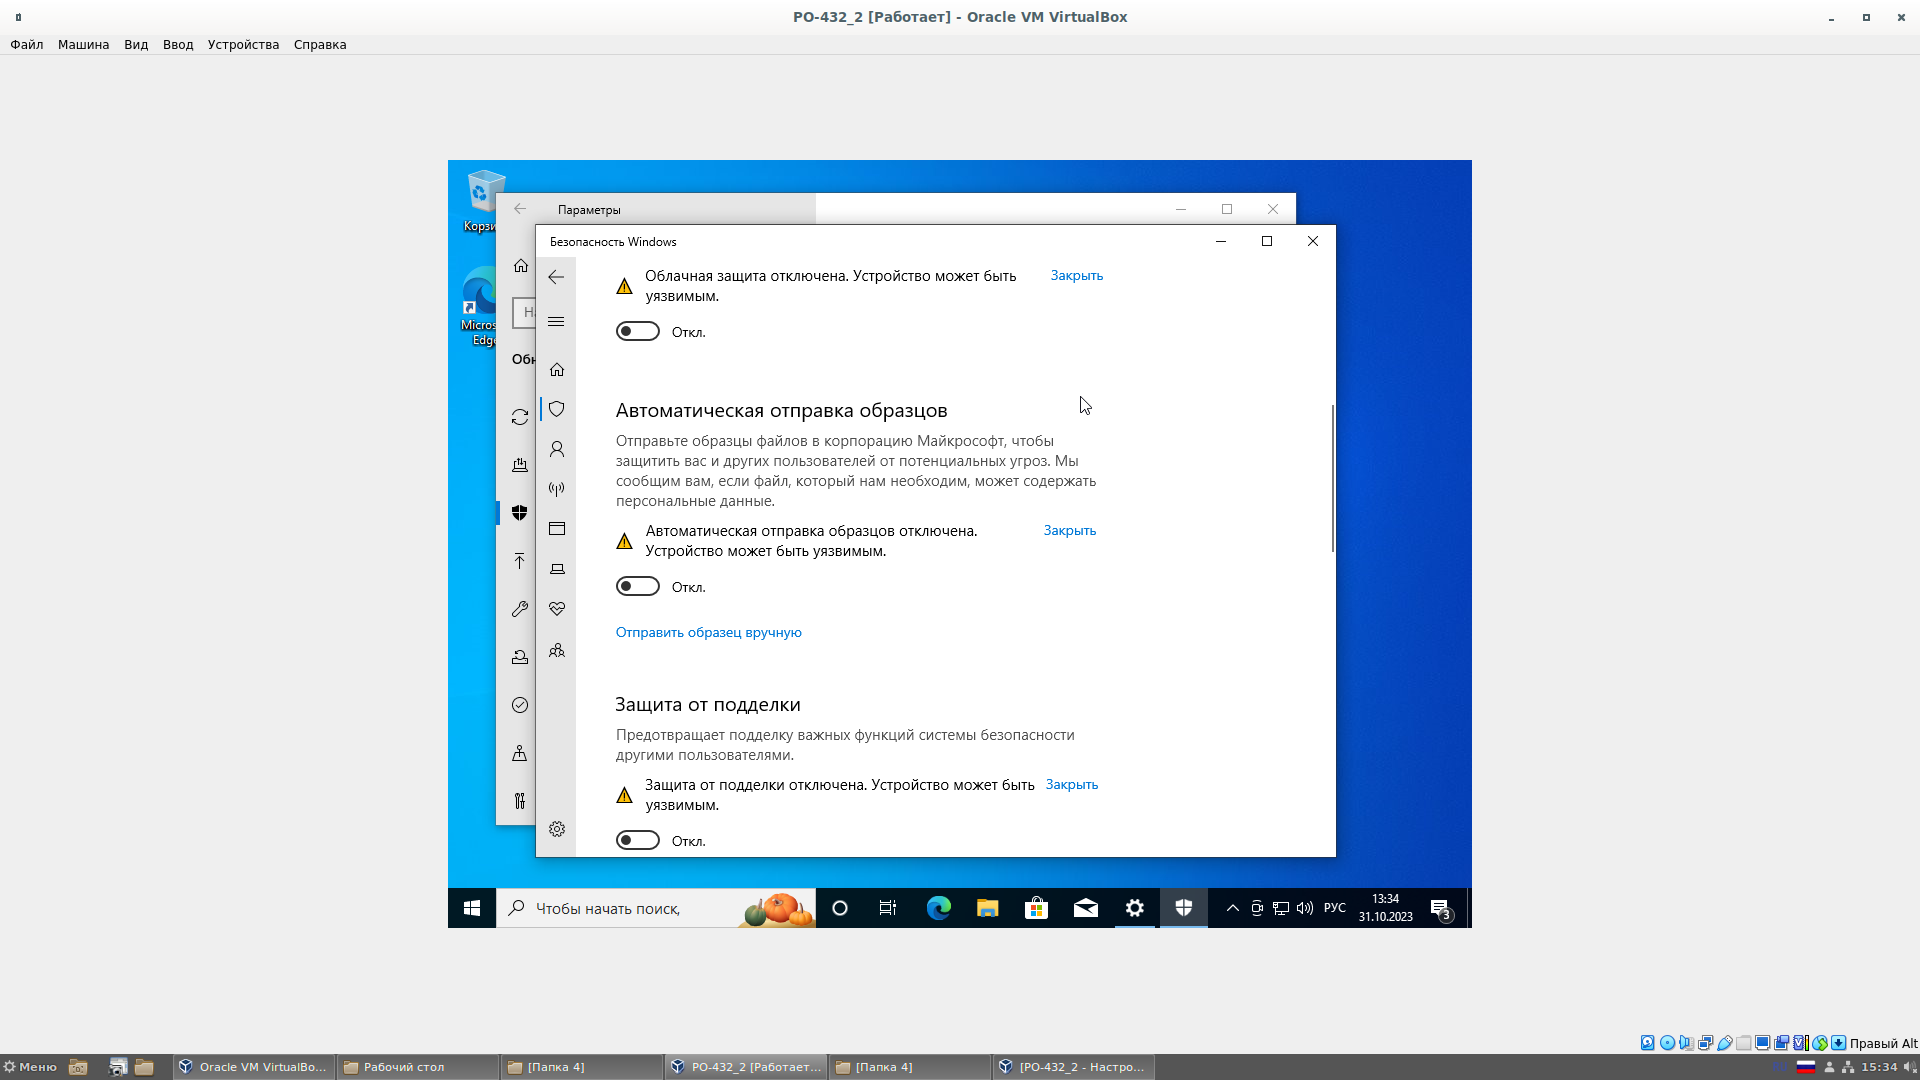 PO-432_2 [Работает] - Oracle VM VirtualBox
Файл Машина Вид Ввод Устройства Справка
Корзи
Параметры
Безопасность Windows
Облачная защита отключена. Устройство может быть
уязвимым.
Закрыть
Откл.
Micros
Edge
Обн
Автоматическая отправка образцов
Отправьте образцы файлов в корпорацию Майкрософт, чтобы
защитить вас и других пользователей от потенциальных угроз. Мы
сообщим вам, если файл, который нам необходим, может содержать
персональные данные.
Автоматическая отправка образцов отключена.
Устройство может быть уязвимым.
Закрыть
Откл.
Отправить образец вручную
Защита от подделки
Предотвращает подделку важных функций системы безопасности
другими пользователями.
Защита от подделки отключена. Устройство может быть
уязвимым.
Закрыть
Откл.
Чтобы начать поиск,
РУС
13:34
31.10.2023
3
Правый Alt
Меню
Oracle VM VirtualBo...
Рабочий стол
[Папка 4]
PO-432_2 [Работает...
[Папка 4]
[PO-432_2 - Настро...
15:34